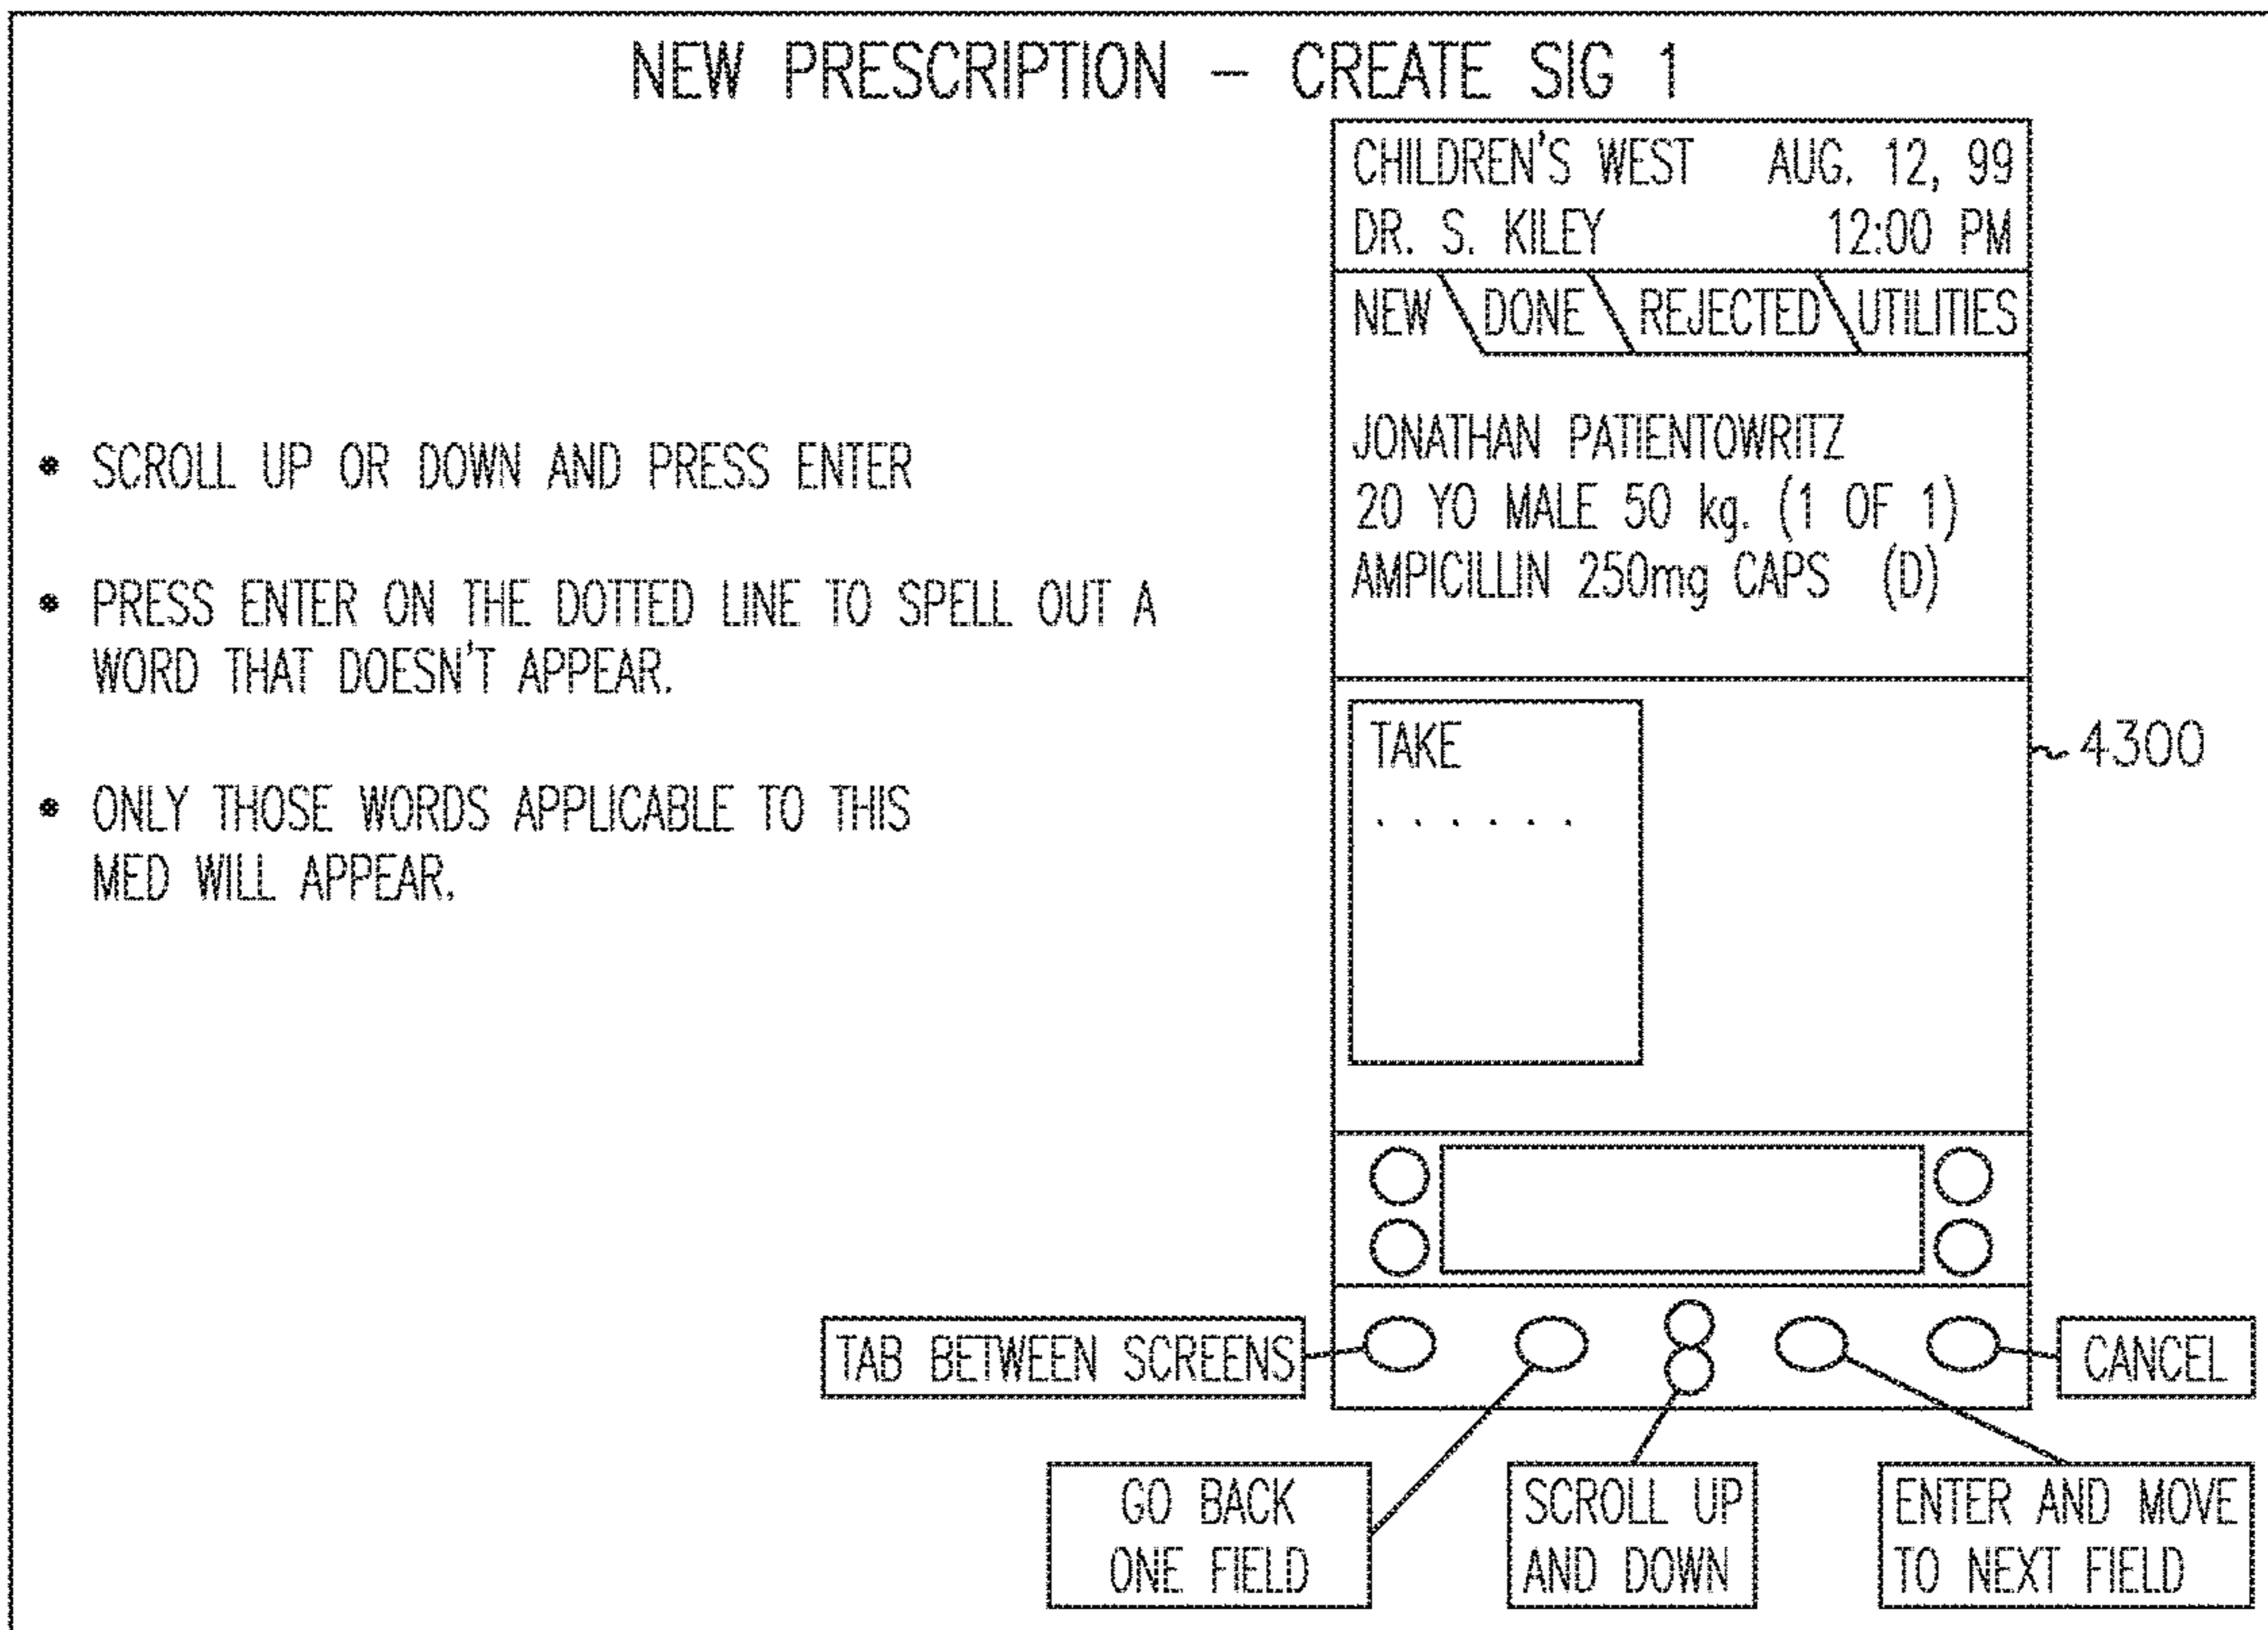 NEW PRESCRIPTION – CREATE SIG 1
• SCROLL UP OR DOWN AND PRESS ENTER
• PRESS ENTER ON THE DOTTED LINE TO SPELL OUT A
WORD THAT DOESN'T APPEAR.
• ONLY THOSE WORDS APPLICABLE TO THIS
MED WILL APPEAR.
CHILDREN'S WEST AUG. 12, 99
DR. S. KILEY 12:00 PM
NEW DONE REJECTED UTILITIES
JONATHAN PATIENTOWRITZ
20 YO MALE 50 kg. (1 OF 1)
AMPICILLIN 250mg CAPS (D)
TAKE
. . . . . .
4300
TAB BETWEEN SCREENS
CANCEL
GO BACK
ONE FIELD
SCROLL UP
AND DOWN
ENTER AND MOVE
TO NEXT FIELD